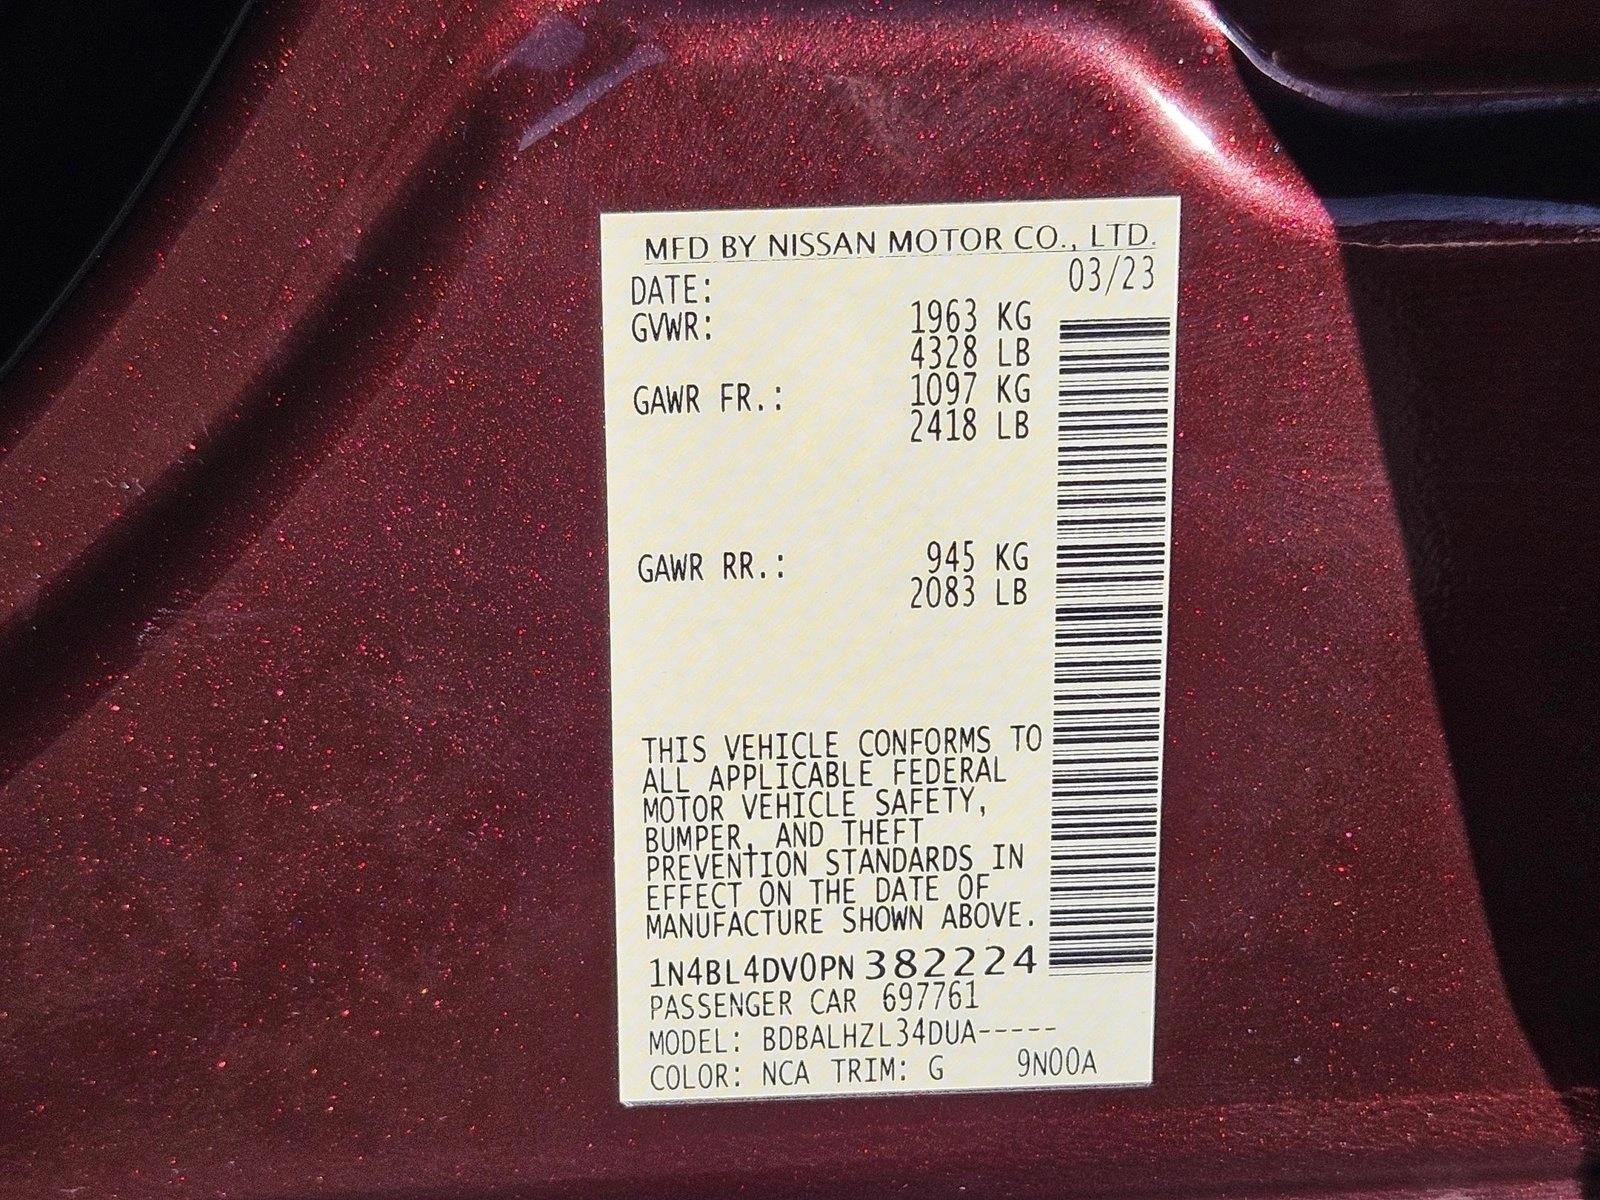 MFD BY NISSAN MOTOR CO., LTD.
DATE: 03/23
GVWR: 1963 KG
4328 LB
GAWR FR.: 1097 KG
2418 LB
GAWR RR.: 945 KG
2083 LB
THIS VEHICLE CONFORMS TO
ALL APPLICABLE FEDERAL
MOTOR VEHICLE SAFETY,
BUMPER, AND THEFT
PREVENTION STANDARDS IN
EFFECT ON THE DATE OF
MANUFACTURE SHOWN ABOVE.
1N4BL4DV0PN382224
PASSENGER CAR 697761
MODEL: BDBALHZL34DUA-----
COLOR: NCA TRIM: G 9N00A